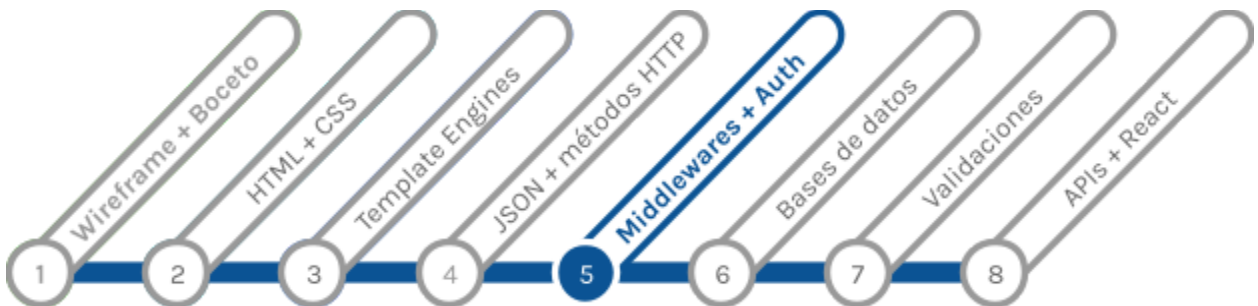 Wireframe + Boceto
HTML + CSS
Template Engines
JSON + métodos HTTP
Middlewares + Auth
Bases de datos
Validaciones
APIs + React
1
2
3
4
5
6
7
8